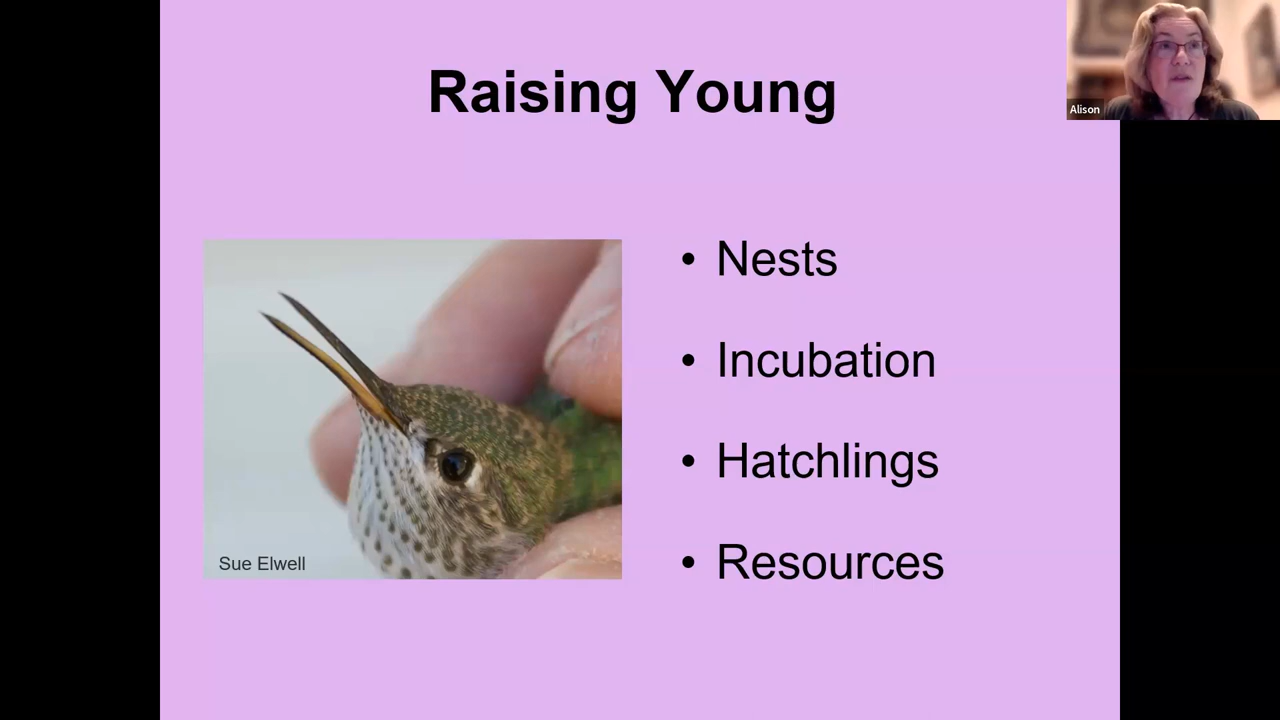 Raising Young
Alison
• Nests
• Incubation
• Hatchlings
• Resources
Sue Elwell